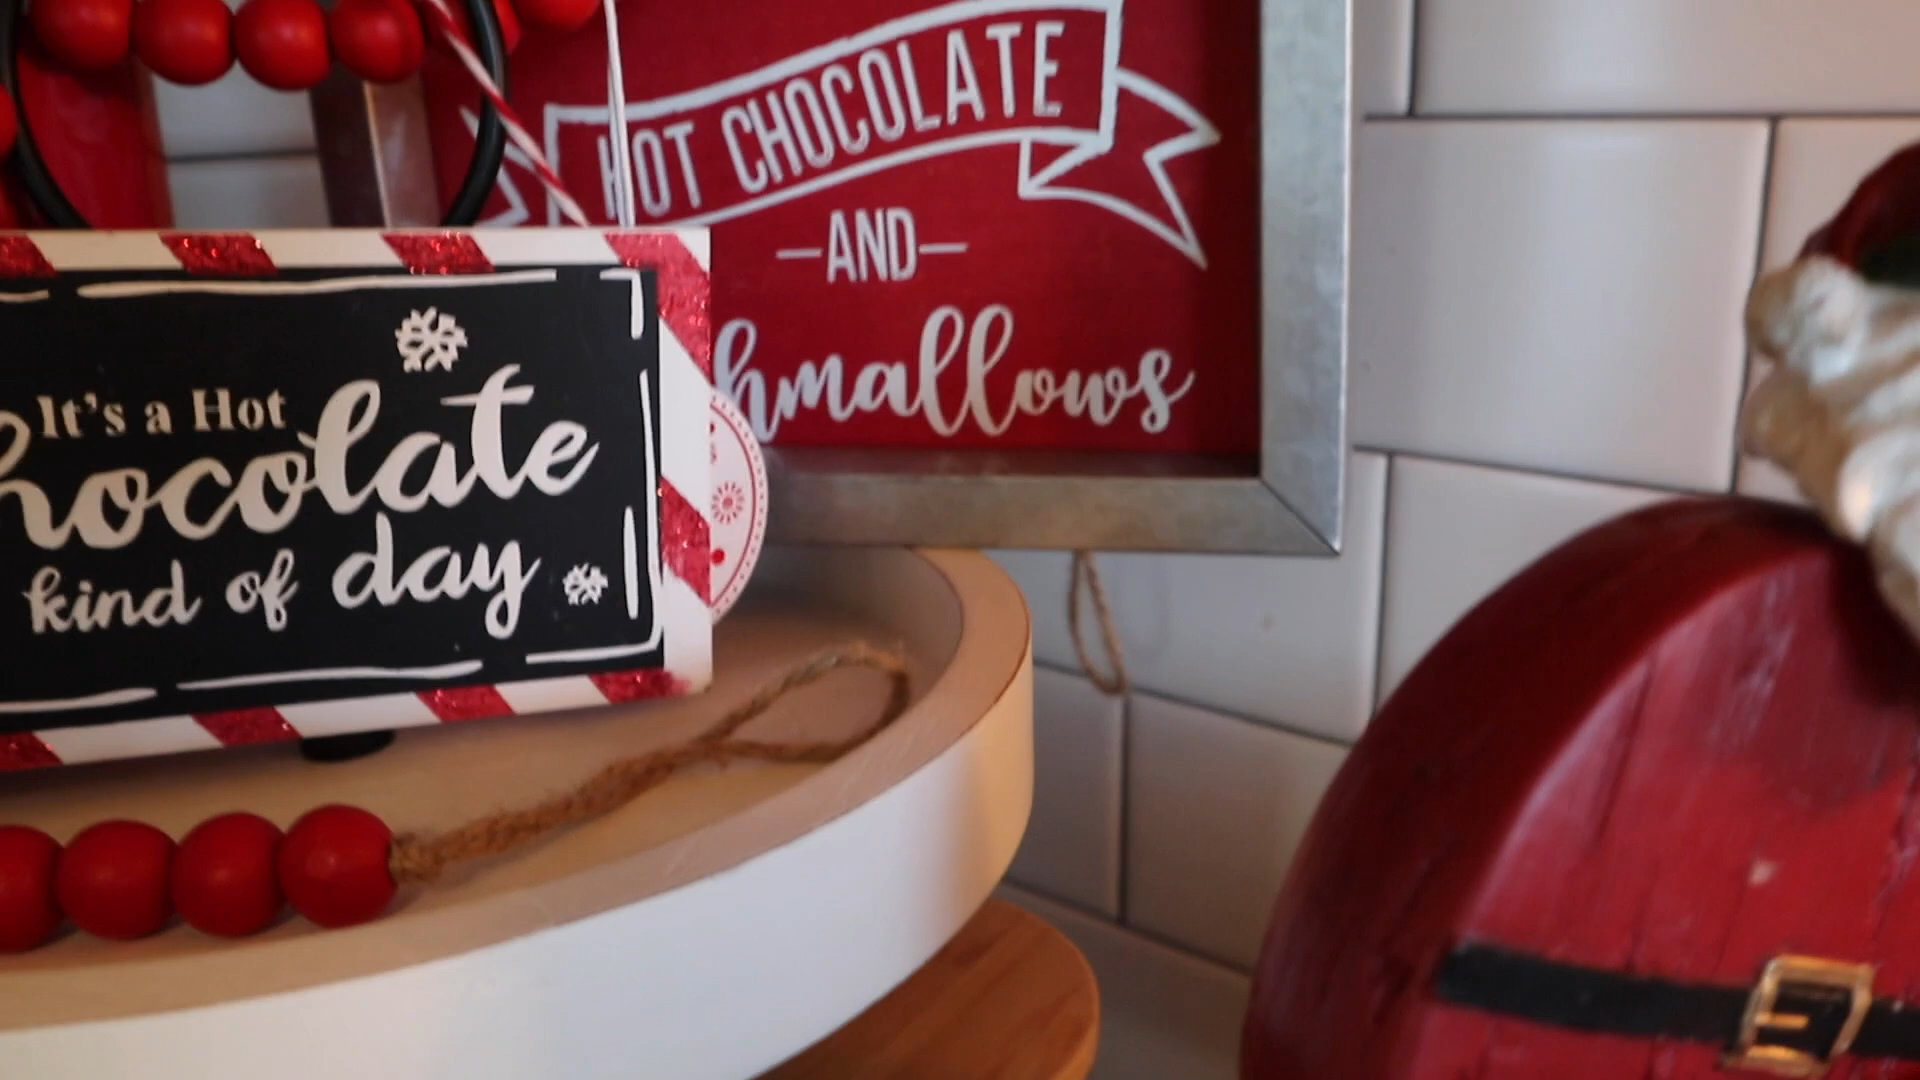 HOT CHOCOLATE
AND
hmallows
It's a Hot
hocolate
kind of day